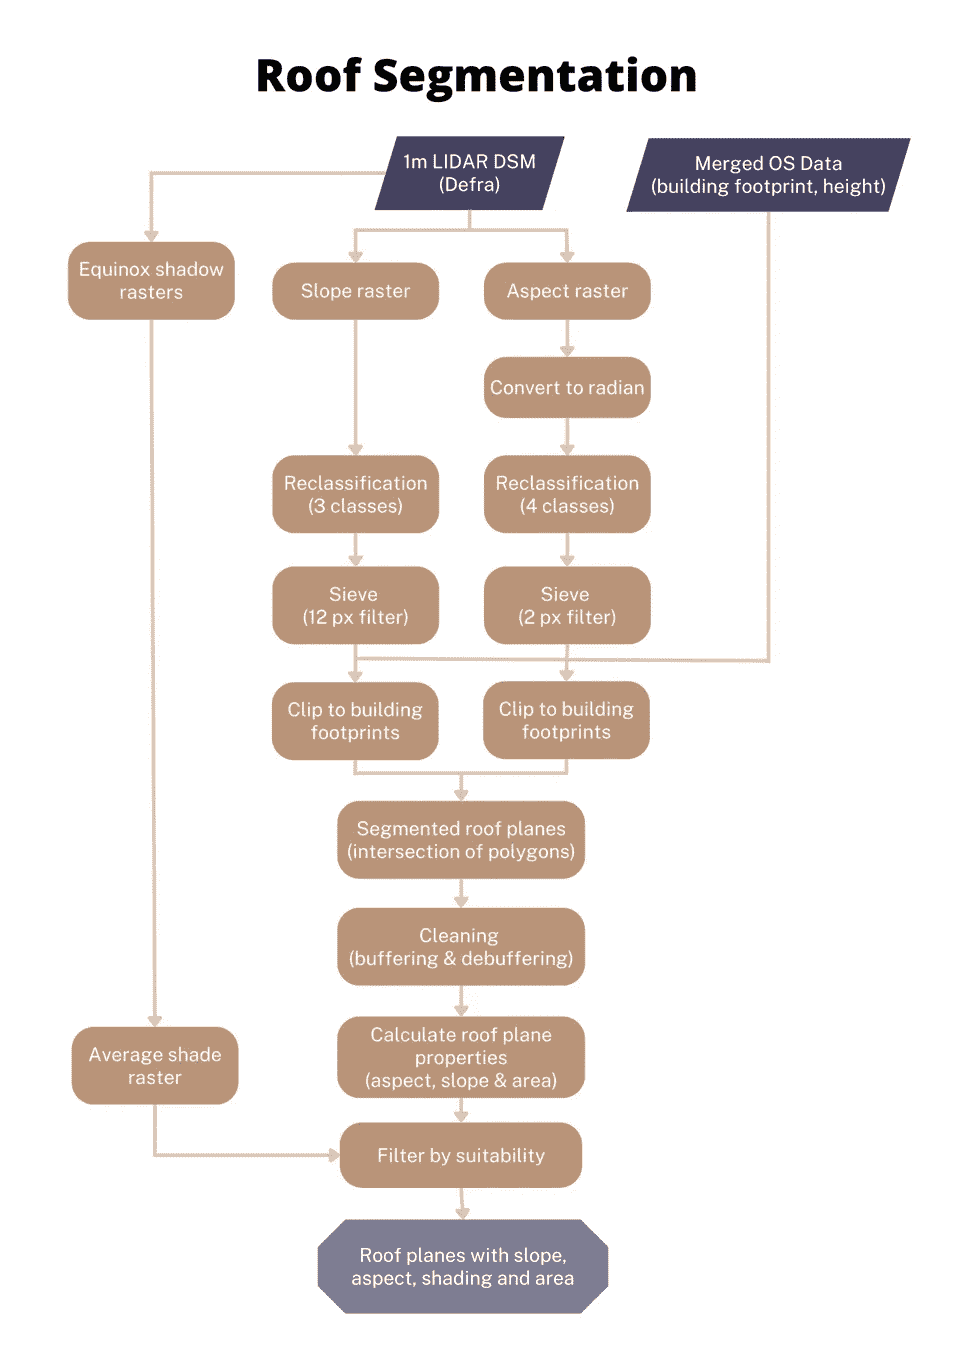 Roof Segmentation
1m LIDAR DSM
(Defra)
Merged OS Data
(building footprint, height)
Equinox shadow
rasters
Slope raster
Aspect raster
Convert to radian
Reclassification
(3 classes)
Reclassification
(4 classes)
Sieve
(12 px filter)
Sieve
(2 px filter)
Clip to building
footprints
Clip to building
footprints
Segmented roof planes
(intersection of polygons)
Cleaning
(buffering & debuffering)
Calculate roof plane
properties
(aspect, slope & area)
Average shade
raster
Filter by suitability
Roof planes with slope,
aspect, shading and area